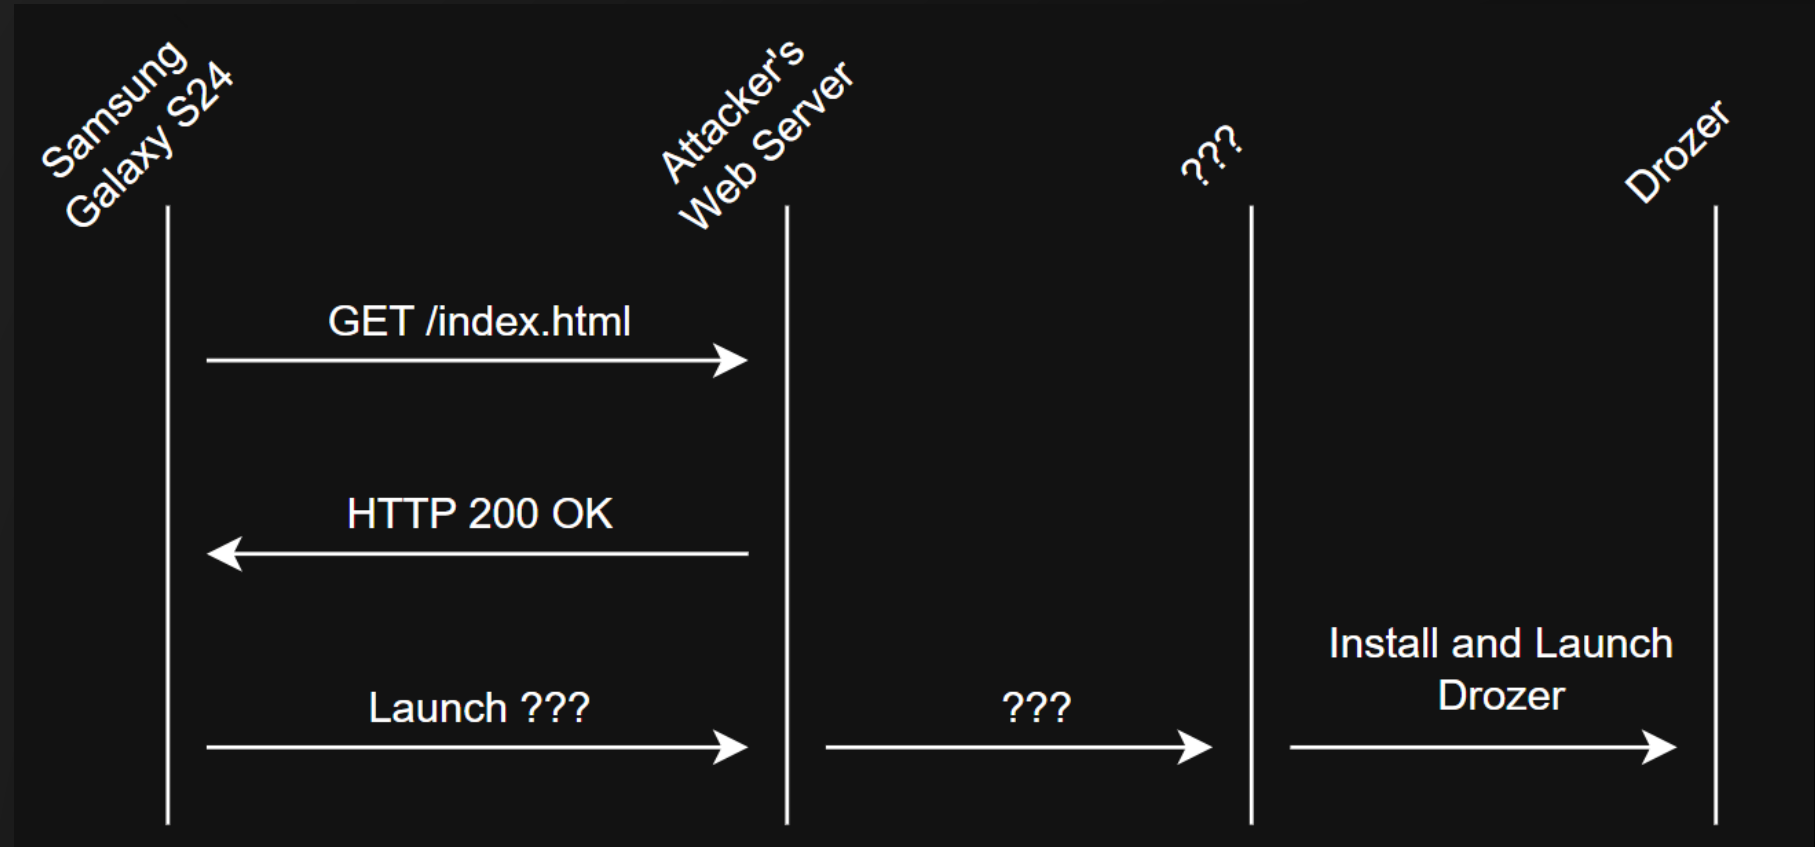 Samsung
Galaxy S24
Attacker's
Web Server
???
Drozer
GET /index.html
HTTP 200 OK
Launch ???
???
Install and Launch
Drozer